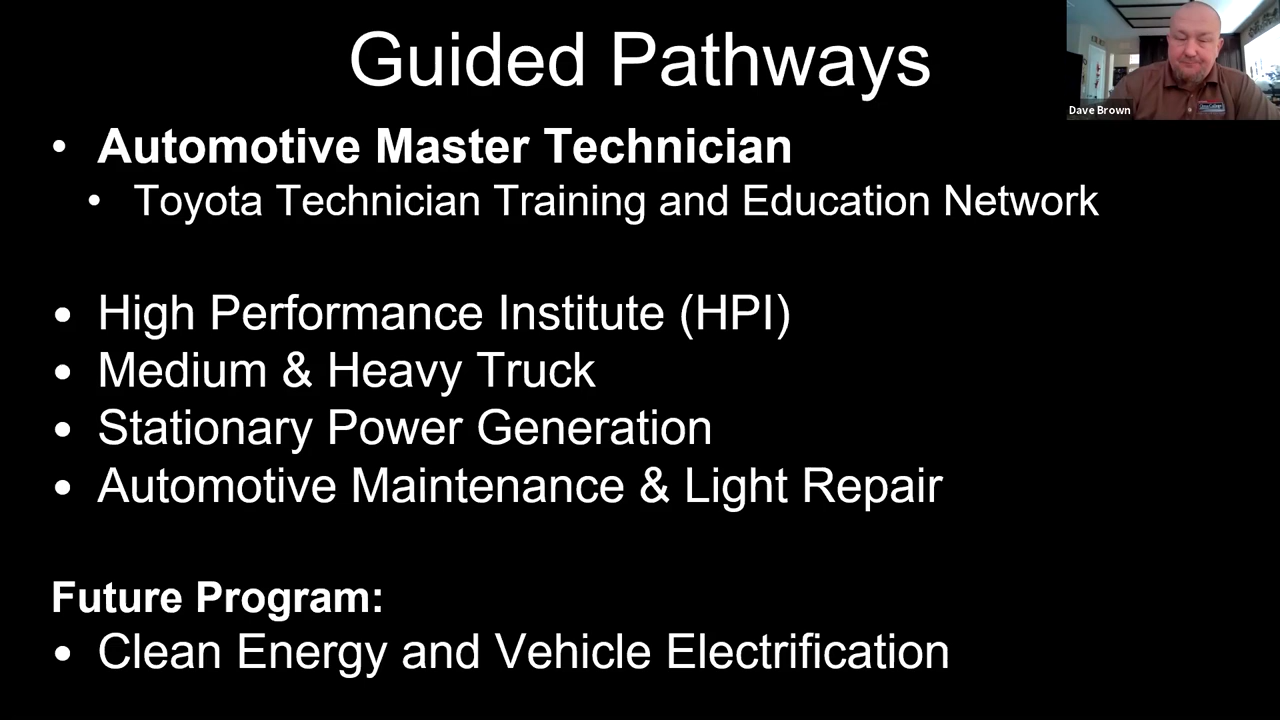 Guided Pathways
Dave Brown
• Automotive Master Technician
• Toyota Technician Training and Education Network
• High Performance Institute (HPI)
• Medium & Heavy Truck
• Stationary Power Generation
• Automotive Maintenance & Light Repair
Future Program:
• Clean Energy and Vehicle Electrification